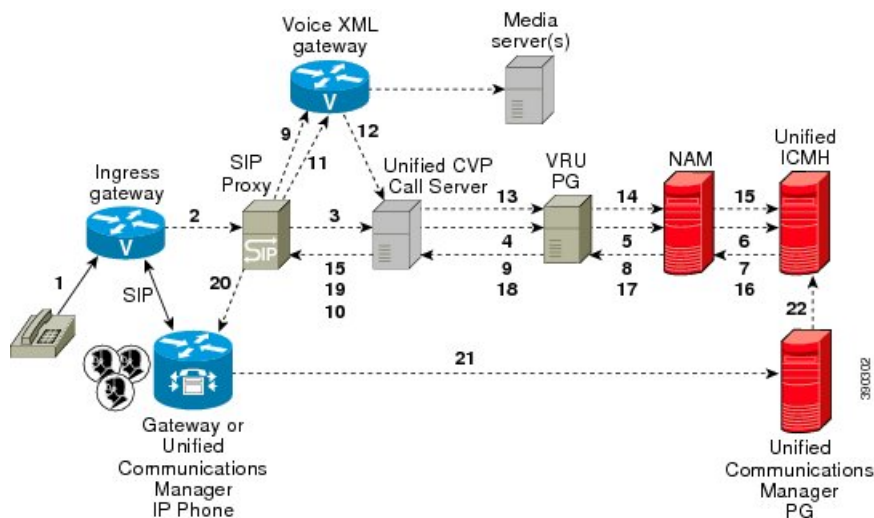 Voice XML
gateway
Media
server(s)
V
9
11
12
Ingress
gateway
SIP
Proxy
Unified CVP
Call Server
VRU
PG
NAM
Unified
ICMH
V
2
SIP
3
13
14
15
4
5
6
15
9
8
7
19
18
17
16
10
1
SIP
20
22
21
Gateway or
Unified
Communications
Manager
IP Phone
Unified
Communications
Manager
PG
390302